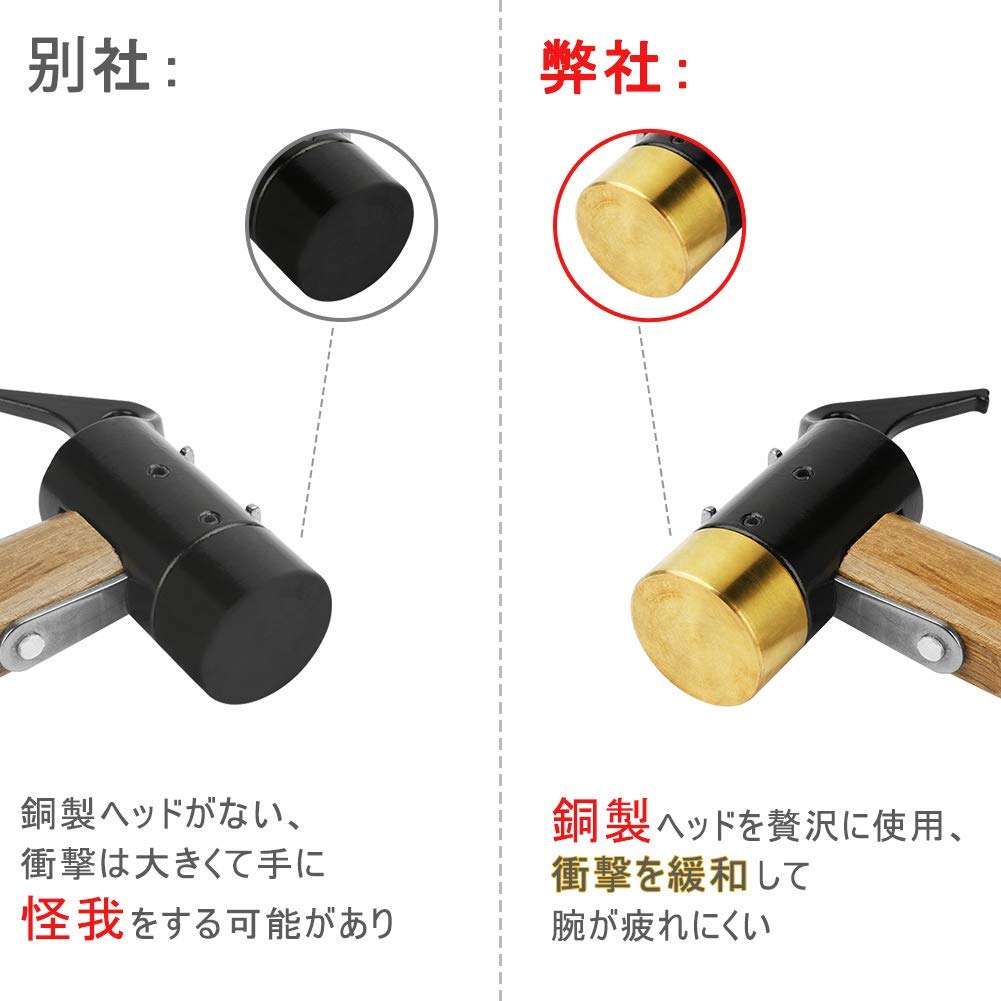 别社:
弊社:
銅製ヘッドがない、
衝撃は大きくて手に
怪我をする可能があり
銅製ヘッドを贅沢に使用、
衝撃を緩和して
腕が疲れにくい